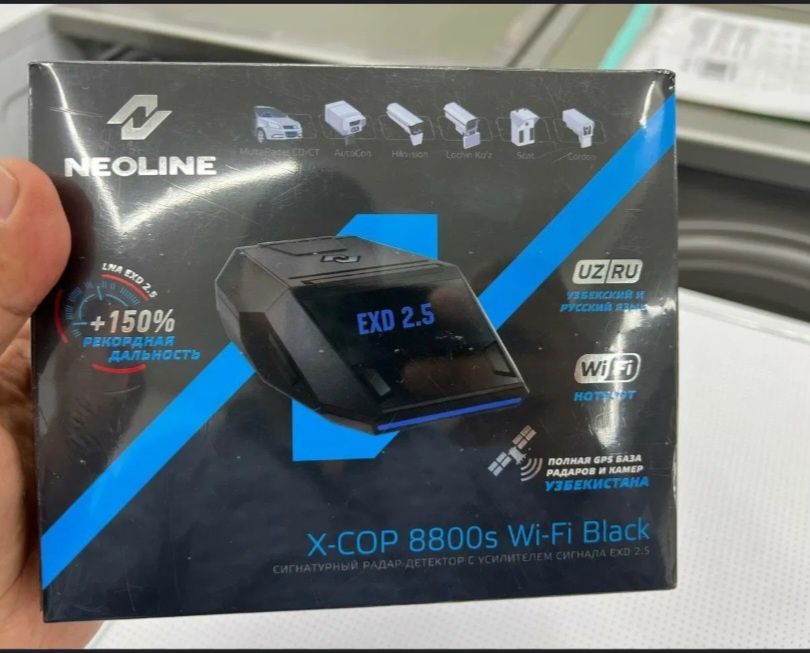 NEOLINE
MultaRadar CD/CT
AutoCon
Hikvision
Lochin Ko'z
Scat
Cordon
LNA EXD 2.5
+150%
РЕКОРДНАЯ
ДАЛЬНОСТЬ
EXD 2.5
UZ/RU
УЗБЕКСКИЙ И
РУССКИЙ ЯЗЫК
Wi Fi
HOTSPOT
ПОЛНАЯ GPS БАЗА
РАДАРОВ И КАМЕР
УЗБЕКИСТАНА
X-COP 8800s Wi-Fi Black
СИГНАТУРНЫЙ РАДАР-ДЕТЕКТОР С УСИЛИТЕЛЕМ СИГНАЛА EXD 2.5